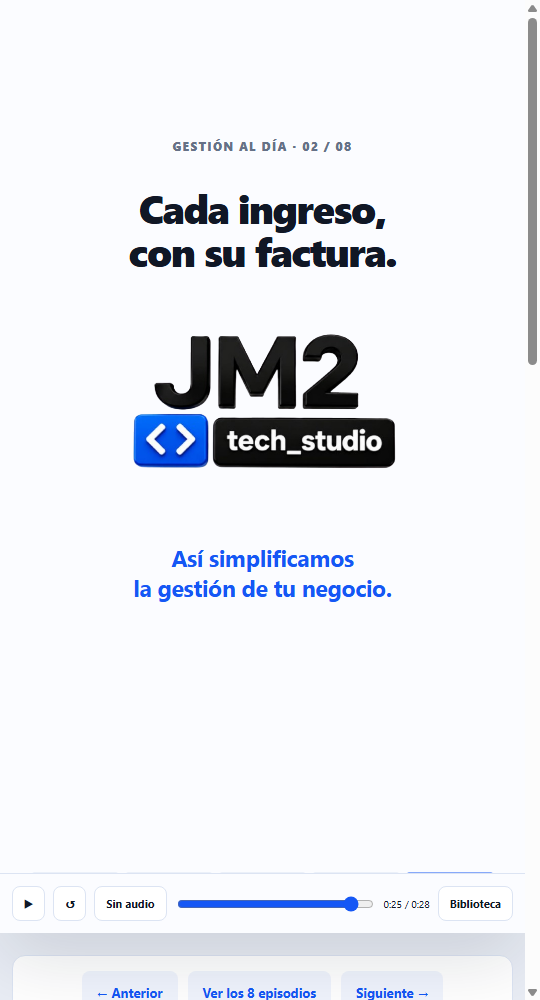 GESTIÓN AL DÍA · 02 / 08
Cada ingreso,
con su factura.
JM2
<> tech_studio
Así simplificamos
la gestión de tu negocio.
▶ ↺ Sin audio 0:25 / 0:28 Biblioteca
← Anterior Ver los 8 episodios Siguiente →